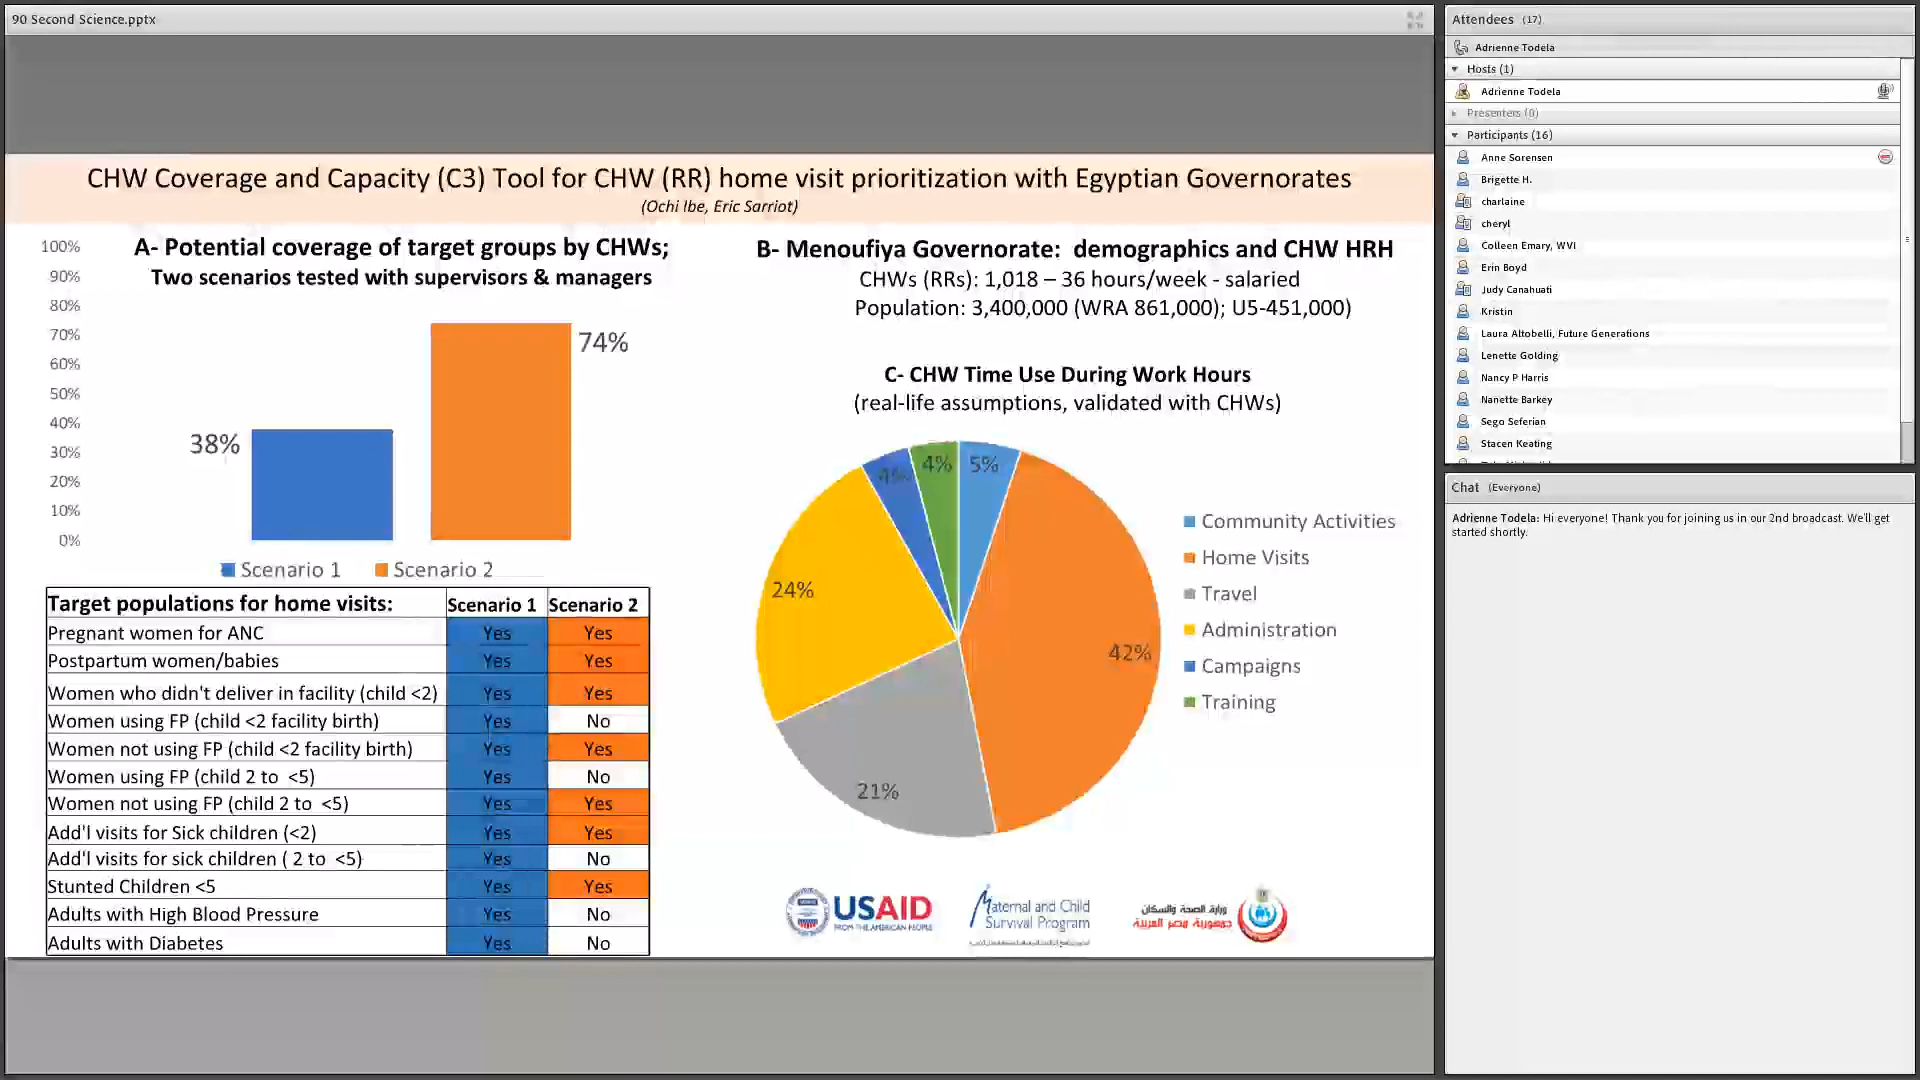 90 Second Science.pptx
CHW Coverage and Capacity (C3) Tool for CHW (RR) home visit prioritization with Egyptian Governorates
(Ochi Ibe, Eric Sarriot)
A- Potential coverage of target groups by CHWs;
Two scenarios tested with supervisors & managers
100%
90%
80%
70%
60%
50%
40%
30%
20%
10%
0%
38%
74%
Scenario 1 Scenario 2
Target populations for home visits: Scenario 1 Scenario 2
Pregnant women for ANC Yes Yes
Postpartum women/babies Yes Yes
Women who didn't deliver in facility (child <2) Yes Yes
Women using FP (child <2 facility birth) Yes No
Women not using FP (child <2 facility birth) Yes Yes
Women using FP (child 2 to <5) Yes No
Women not using FP (child 2 to <5) Yes Yes
Add'l visits for Sick children (<2) Yes Yes
Add'l visits for sick children ( 2 to <5) Yes No
Stunted Children <5 Yes Yes
Adults with High Blood Pressure Yes No
Adults with Diabetes Yes No
B- Menoufiya Governorate: demographics and CHW HRH
CHWs (RRs): 1,018 – 36 hours/week - salaried
Population: 3,400,000 (WRA 861,000); U5-451,000)
C- CHW Time Use During Work Hours
(real-life assumptions, validated with CHWs)
4%
4%
5%
24%
42%
21%
Community Activities
Home Visits
Travel
Administration
Campaigns
Training
USAID
FROM THE AMERICAN PEOPLE
Maternal and Child
Survival Program
وزارة الصحة والسكان
جمهورية مصر العربية
Attendees (17)
Adrienne Todela
Hosts (1)
Adrienne Todela
Presenters (0)
Participants (16)
Anne Sorensen
Brigette H.
charlaine
cheryl
Colleen Emary, WVI
Erin Boyd
Judy Canahuati
Kristin
Laura Altobelli, Future Generations
Lenette Golding
Nancy P Harris
Nanette Barkey
Sego Seferian
Stacen Keating
Chat (Everyone)
Adrienne Todela: Hi everyone! Thank you for joining us in our 2nd broadcast. We'll get
started shortly.